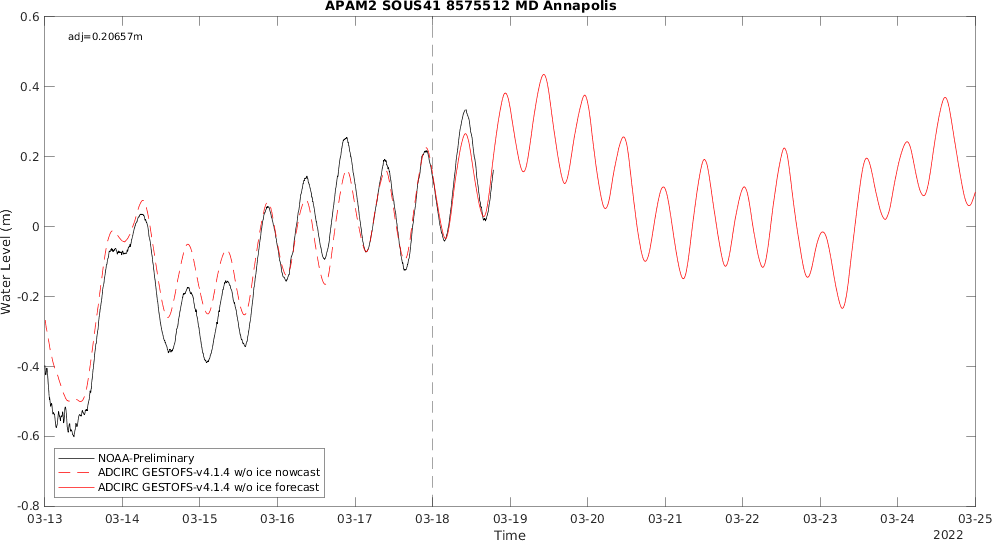 APAM2 SOUS41 8575512 MD Annapolis
adj=0.20657m
0.6
0.4
0.2
0
-0.2
-0.4
-0.6
-0.8
Water Level (m)
NOAA-Preliminary
ADCIRC GESTOFS-v4.1.4 w/o ice nowcast
ADCIRC GESTOFS-v4.1.4 w/o ice forecast
03-13 03-14 03-15 03-16 03-17 03-18 03-19 03-20 03-21 03-22 03-23 03-24 03-25
Time
2022